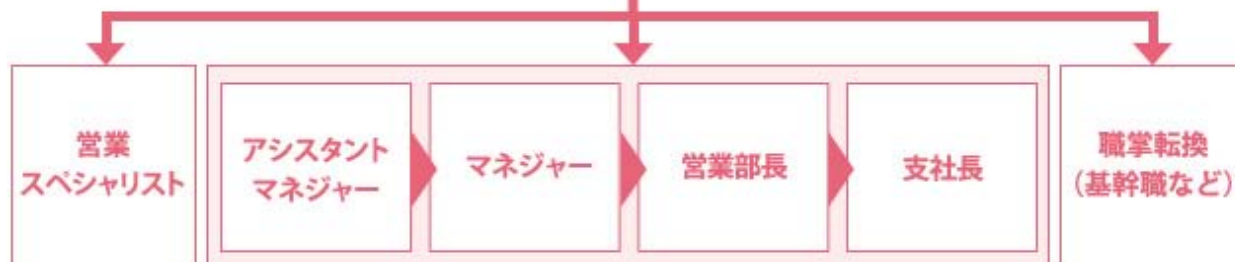 営業
スペシャリスト
アシスタント
マネジャー
マネジャー
営業部長
支社長
職掌転換
（基幹職など）